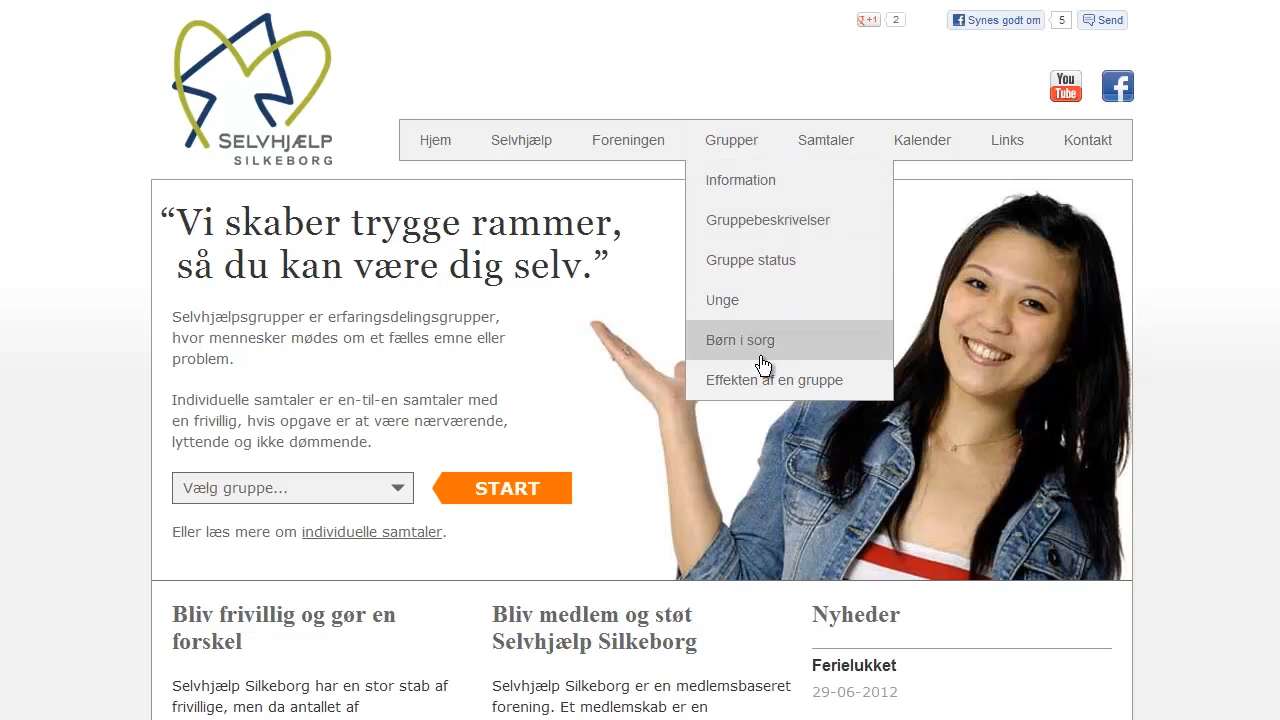 g+1 2 Synes godt om 5 Send
You
Tube
SELVHJÆLP
SILKEBORG
Hjem Selvhjælp Foreningen Grupper Samtaler Kalender Links Kontakt
Information
Gruppebeskrivelser
Gruppe status
Unge
Børn i sorg
Effekten af en gruppe
“Vi skaber trygge rammer,
så du kan være dig selv.”
Selvhjælpsgrupper er erfaringsdelingsgrupper,
hvor mennesker mødes om et fælles emne eller
problem.
Individuelle samtaler er en-til-en samtaler med
en frivillig, hvis opgave er at være nærværende,
lyttende og ikke dømmende.
Vælg gruppe... START
Eller læs mere om individuelle samtaler.
Bliv frivillig og gør en
forskel
Selvhjælp Silkeborg har en stor stab af
frivillige, men da antallet af
Bliv medlem og støt
Selvhjælp Silkeborg
Selvhjælp Silkeborg er en medlemsbaseret
forening. Et medlemskab er en
Nyheder
Ferielukket
29-06-2012